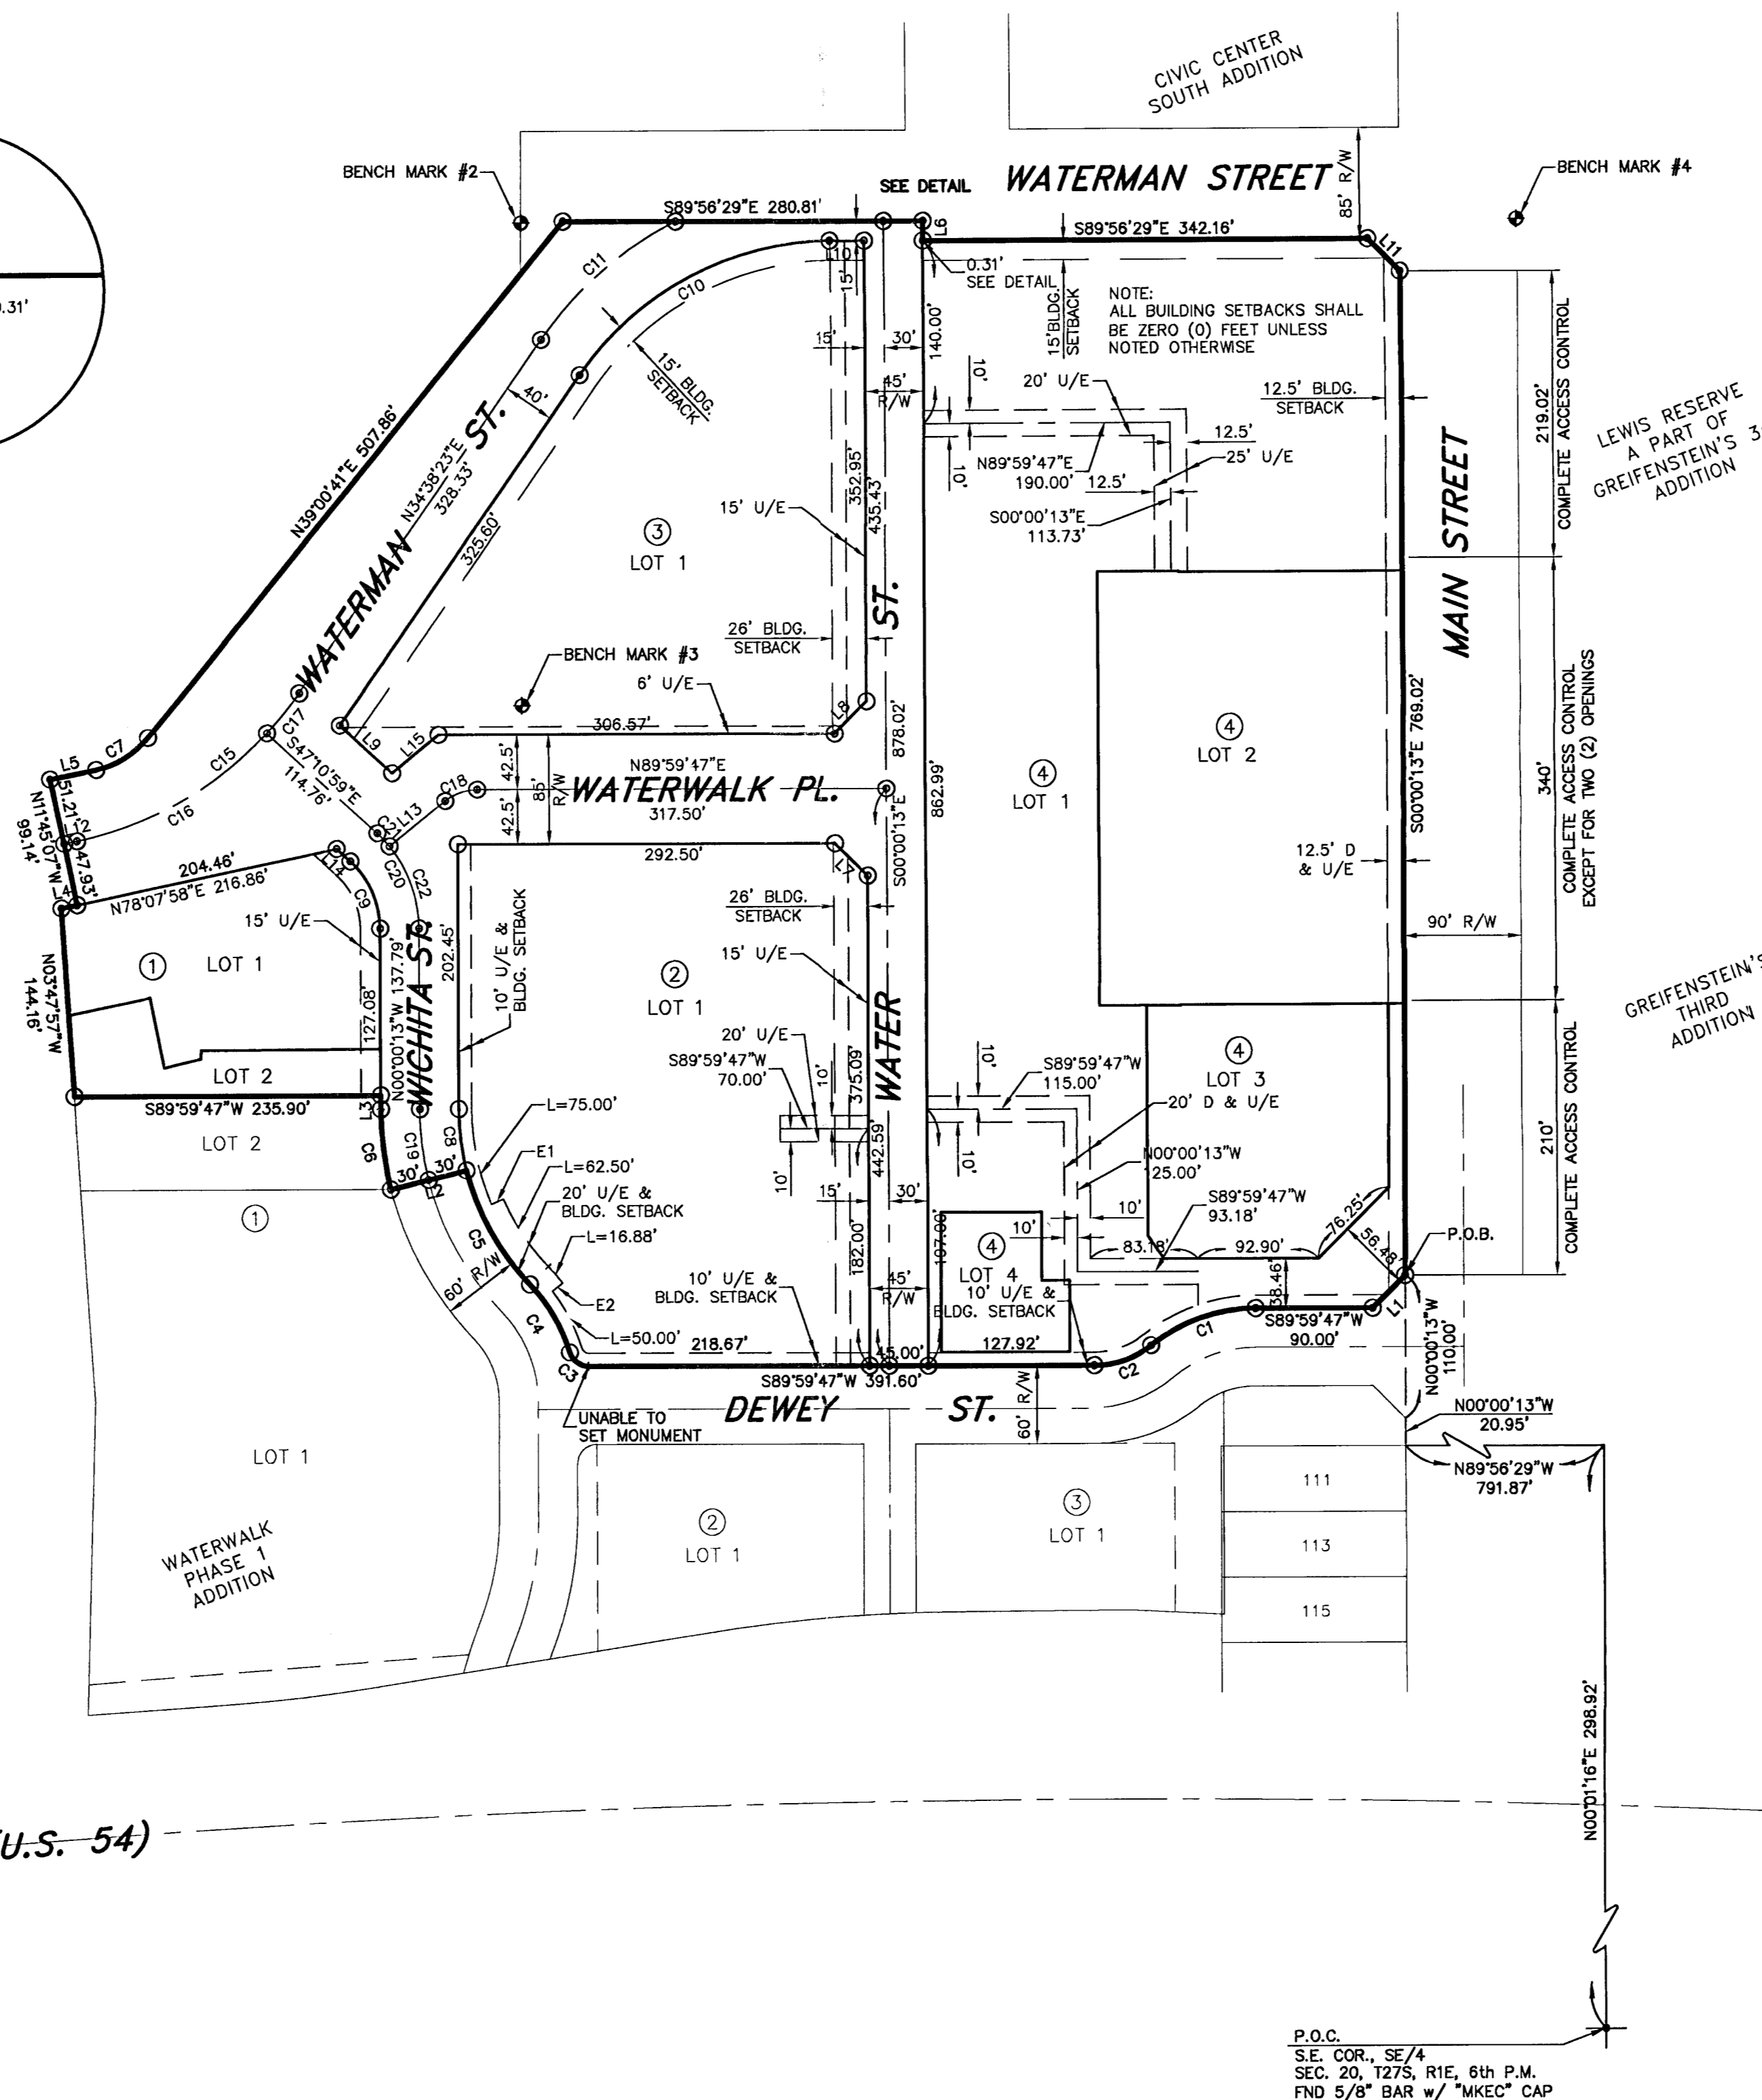 CIVIC CENTER
SOUTH ADDITION
BENCH MARK #2
SEE DETAIL
WATERMAN STREET
85' R/W
BENCH MARK #4
S89°56'29"E 280.81'
L6
S89°56'29"E 342.16'
L11
0.31'
SEE DETAIL
C11
C10
L10
15'
15' BLDG.
SETBACK
NOTE:
ALL BUILDING SETBACKS SHALL
BE ZERO (0) FEET UNLESS
NOTED OTHERWISE
140.00'
15'
30'
45'
R/W
15' BLDG.
SETBACK
40'
10'
20' U/E
12.5' BLDG.
SETBACK
219.02'
COMPLETE ACCESS CONTROL
LEWIS RESERVE
A PART OF
GREIFENSTEIN'S 3
ADDITION
N39°00'41"E 507.86'
N34°38'23"E
328.33'
325.60'
WATERMAN ST.
352.95'
435.43'
10'
N89°59'47"E
190.00'
12.5'
12.5'
25' U/E
S00°00'13"E
113.73'
15' U/E
3
LOT 1
MAIN STREET
26' BLDG.
SETBACK
BENCH MARK #3
6' U/E
306.57'
L8
L9
L15
C17
C7
L5
C15
C16
S47°10'59"E
114.76'
42.5'
85'
R/W
42.5'
N89°59'47"E
WATERWALK PL.
317.50'
878.02'
862.99'
S00°00'13"E
4
LOT 1
4
LOT 2
S00°00'13"E 769.02'
340'
COMPLETE ACCESS CONTROL
EXCEPT FOR TWO (2) OPENINGS
C18
L13
C21
C20
C22
51.21'
L2
47.93'
N11°45'07"W
99.14'
L4
204.46'
N78°07'58"E 216.86'
L14
C9
292.50'
L7
12.5' D
& U/E
90' R/W
15' U/E
26' BLDG.
SETBACK
15' U/E
10' U/E &
BLDG. SETBACK
202.45'
1
LOT 1
N03°47'57"W
144.16'
127.08'
N00°00'13"W 137.79'
WICHITA ST.
2
LOT 1
WATER
ST.
GREIFENSTEIN'S
THIRD
ADDITION
LOT 2
S89°59'47"W 235.90'
LOT 2
L3
C6
C19
C8
30'
30'
L2
20' U/E
S89°59'47"W
70.00'
10'
10'
375.09'
442.59'
10'
S89°59'47"W
115.00'
10'
20' D & U/E
4
LOT 3
210'
COMPLETE ACCESS CONTROL
L=75.00'
E1
L=62.50'
20' U/E &
BLDG. SETBACK
L=16.88'
N00°00'13"W
125.00'
S89°59'47"W
93.18'
10'
10'
83.18'
92.90'
76.25'
56.48'
P.O.B.
38.46'
15'
30'
182.00'
107.00'
45'
R/W
4
LOT 4
10' U/E &
BLDG. SETBACK
10' U/E &
BLDG. SETBACK
C5
60' R/W
E2
C4
L=50.00'
C3
218.67'
45.00'
127.92'
C2
C1
S89°59'47"W
90.00'
L1
N00°00'13"W
110.00'
S89°59'47"W 391.60'
1
UNABLE TO
SET MONUMENT
DEWEY ST.
60' R/W
N00°00'13"W
20.95'
N89°56'29"W
791.87'
LOT 1
WATERWALK
PHASE 1
ADDITION
2
LOT 1
3
LOT 1
111
113
115
N00°01'16"E 298.92'
(U.S. 54)
P.O.C.
S.E. COR., SE/4
SEC. 20, T27S, R1E, 6th P.M.
FND 5/8" BAR w/ "MKEC" CAP